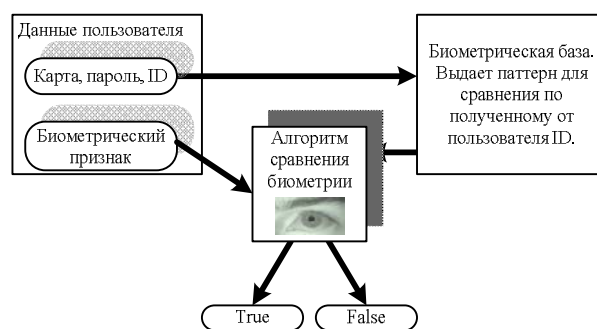 Данные пользователя
Карта, пароль, ID
Биометрический
признак
Биометрическая база.
Выдает паттерн для
сравнения по
полученному от
пользователя ID.
Алгоритм
сравнения
биометрии
True
False